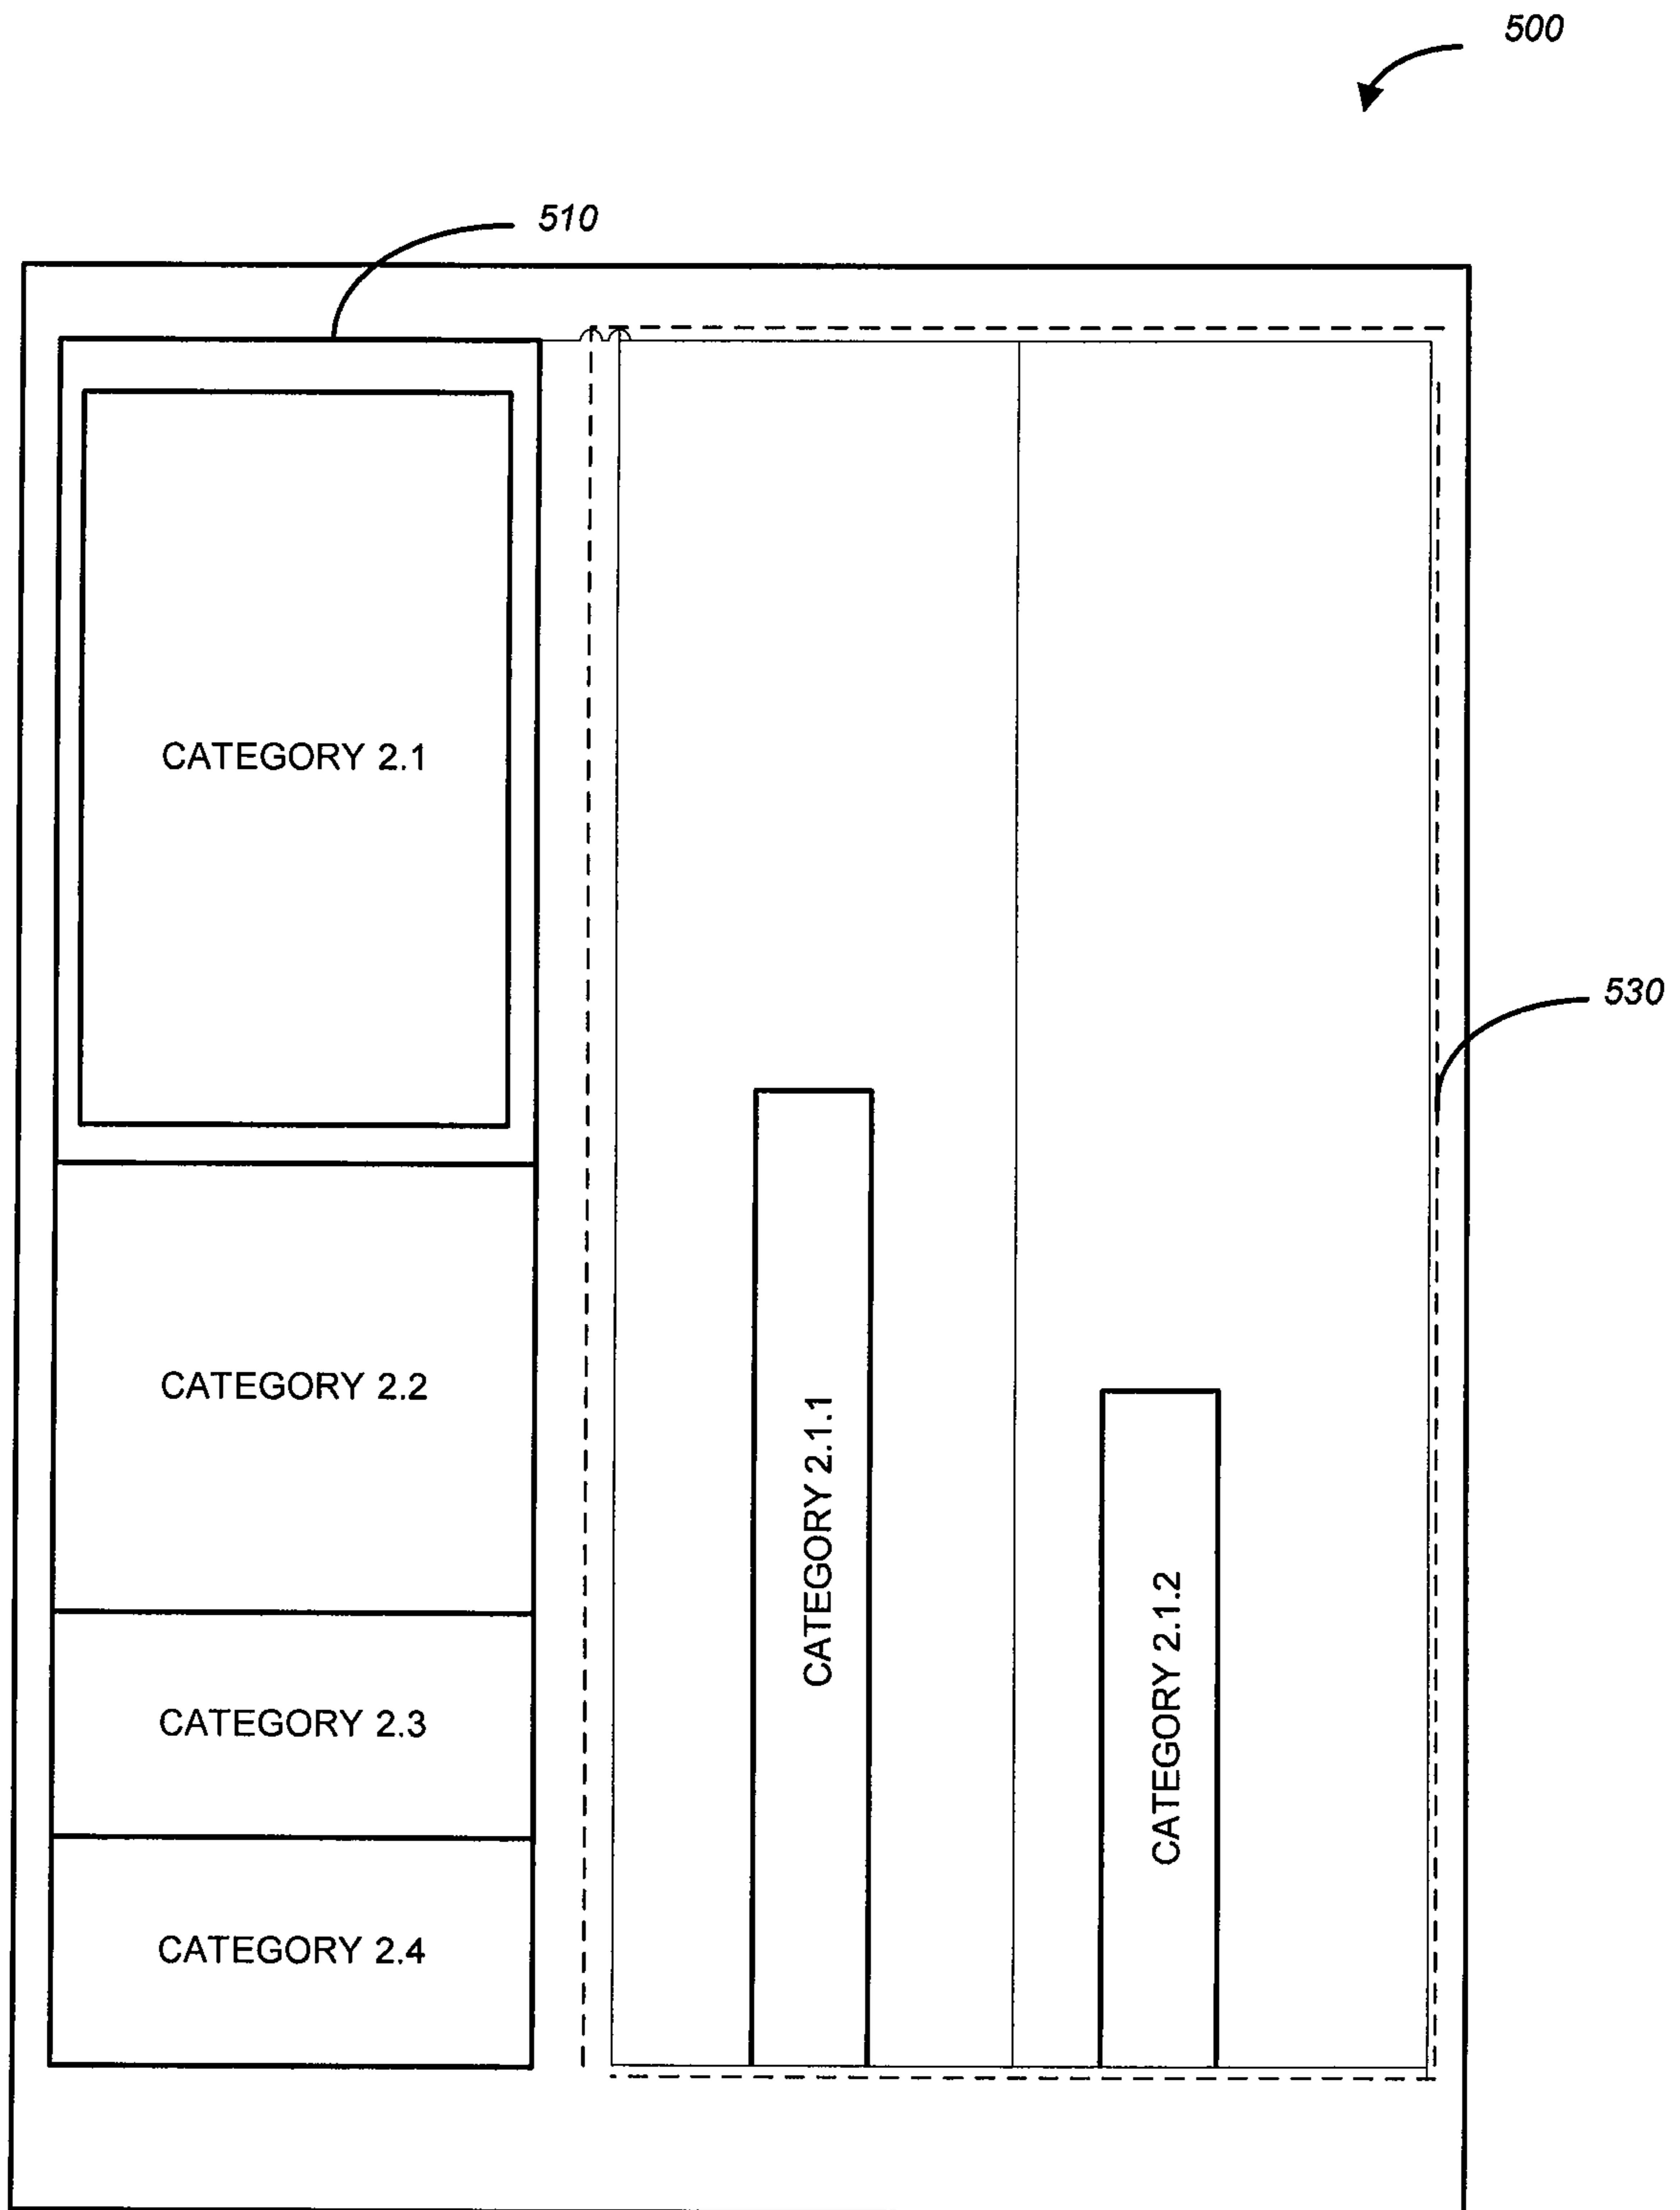 500
510
CATEGORY 2.1
530
CATEGORY 2.2
CATEGORY 2.1.1
CATEGORY 2.1.2
CATEGORY 2.3
CATEGORY 2.4